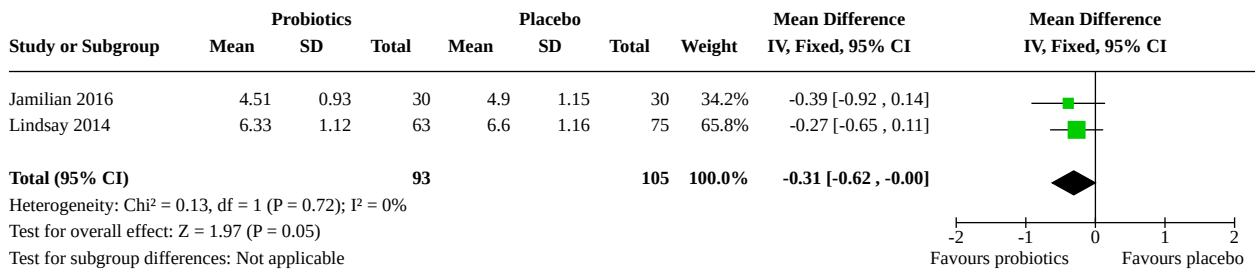 Probiotics Placebo Mean Difference Mean Difference
Study or Subgroup Mean SD Total Mean SD Total Weight IV, Fixed, 95% CI IV, Fixed, 95% CI
Jamilian 2016 4.51 0.93 30 4.9 1.15 30 34.2% -0.39 [-0.92 , 0.14]
Lindsay 2014 6.33 1.12 63 6.6 1.16 75 65.8% -0.27 [-0.65 , 0.11]
Total (95% CI) 93 105 100.0% -0.31 [-0.62 , -0.00]
Heterogeneity: Chi² = 0.13, df = 1 (P = 0.72); I² = 0%
Test for overall effect: Z = 1.97 (P = 0.05)
Test for subgroup differences: Not applicable
-2 -1 0 1 2
Favours probiotics Favours placebo